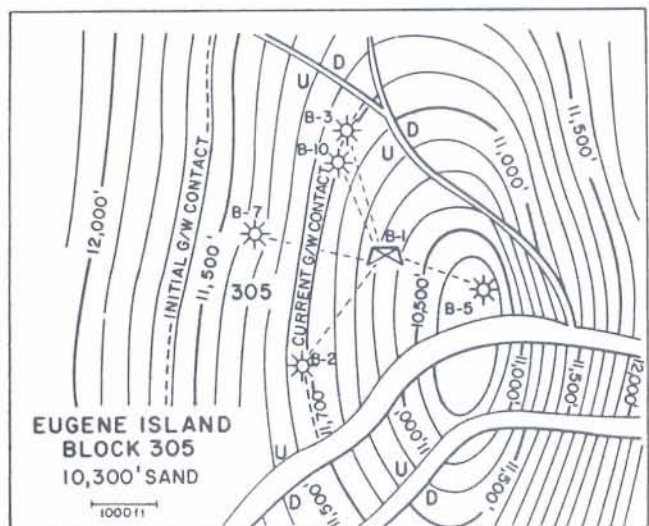 U
D
B-3
B-10
D
U
11,000'
11,500'
12,000'
INITIAL G/W CONTACT
11,500'
B-7
305
CURRENT G/W CONTACT
B-1
10,500'
B-5
B-2
11,700'
11,000'
11,000'
11,500'
12,000'
EUGENE ISLAND
BLOCK 305
10,300' SAND
1000 ft
U
D
11,500'
U
D
11,500'
11,500'